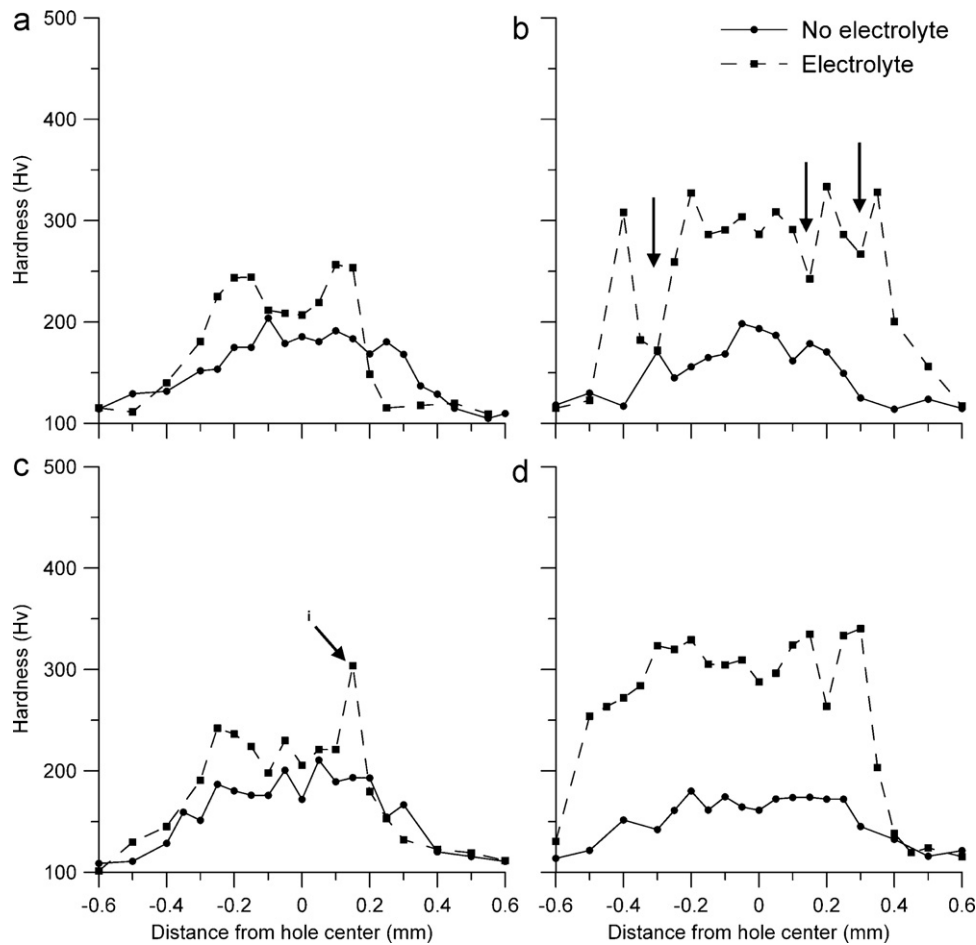 a
b
No electrolyte
Electrolyte
500
400
300
200
100
Hardness (Hv)
c
d
i
500
400
300
200
100
Hardness (Hv)
-0.6 -0.4 -0.2 0 0.2 0.4 0.6
-0.6 -0.4 -0.2 0 0.2 0.4 0.6
Distance from hole center (mm)
Distance from hole center (mm)